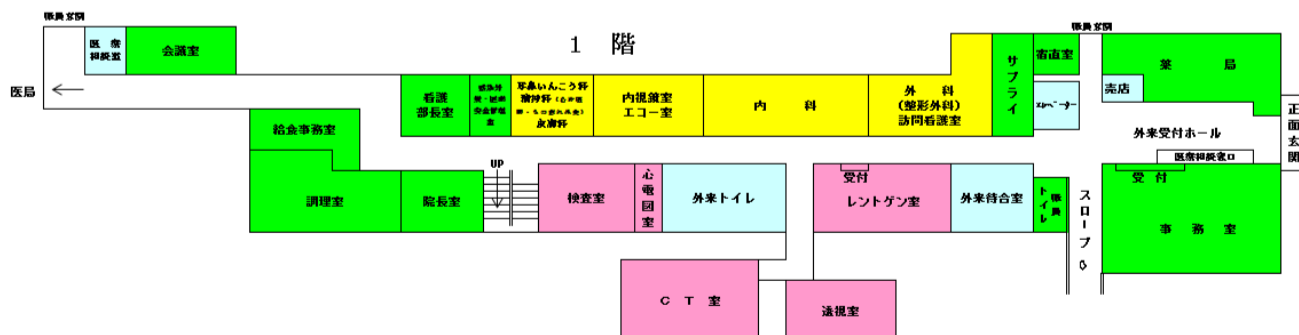 職員玄関
医療
相談室
会議室
1 階
職員玄関
宿直室
薬 局
サプライ
売店
エレベーター
医局
看護
部長室
耳鼻いんこう科
精神科
皮膚科
内視鏡室
エコー室
内 科
外 科
(整形外科)
訪問看護室
外来受付ホール
正面玄関
医療相談窓口
給食事務室
UP
調理室
院長室
検査室
心電図室
外来トイレ
受付
レントゲン室
外来待合室
職員
トイレ
スロープ
受 付
事 務 室
CT室
透視室